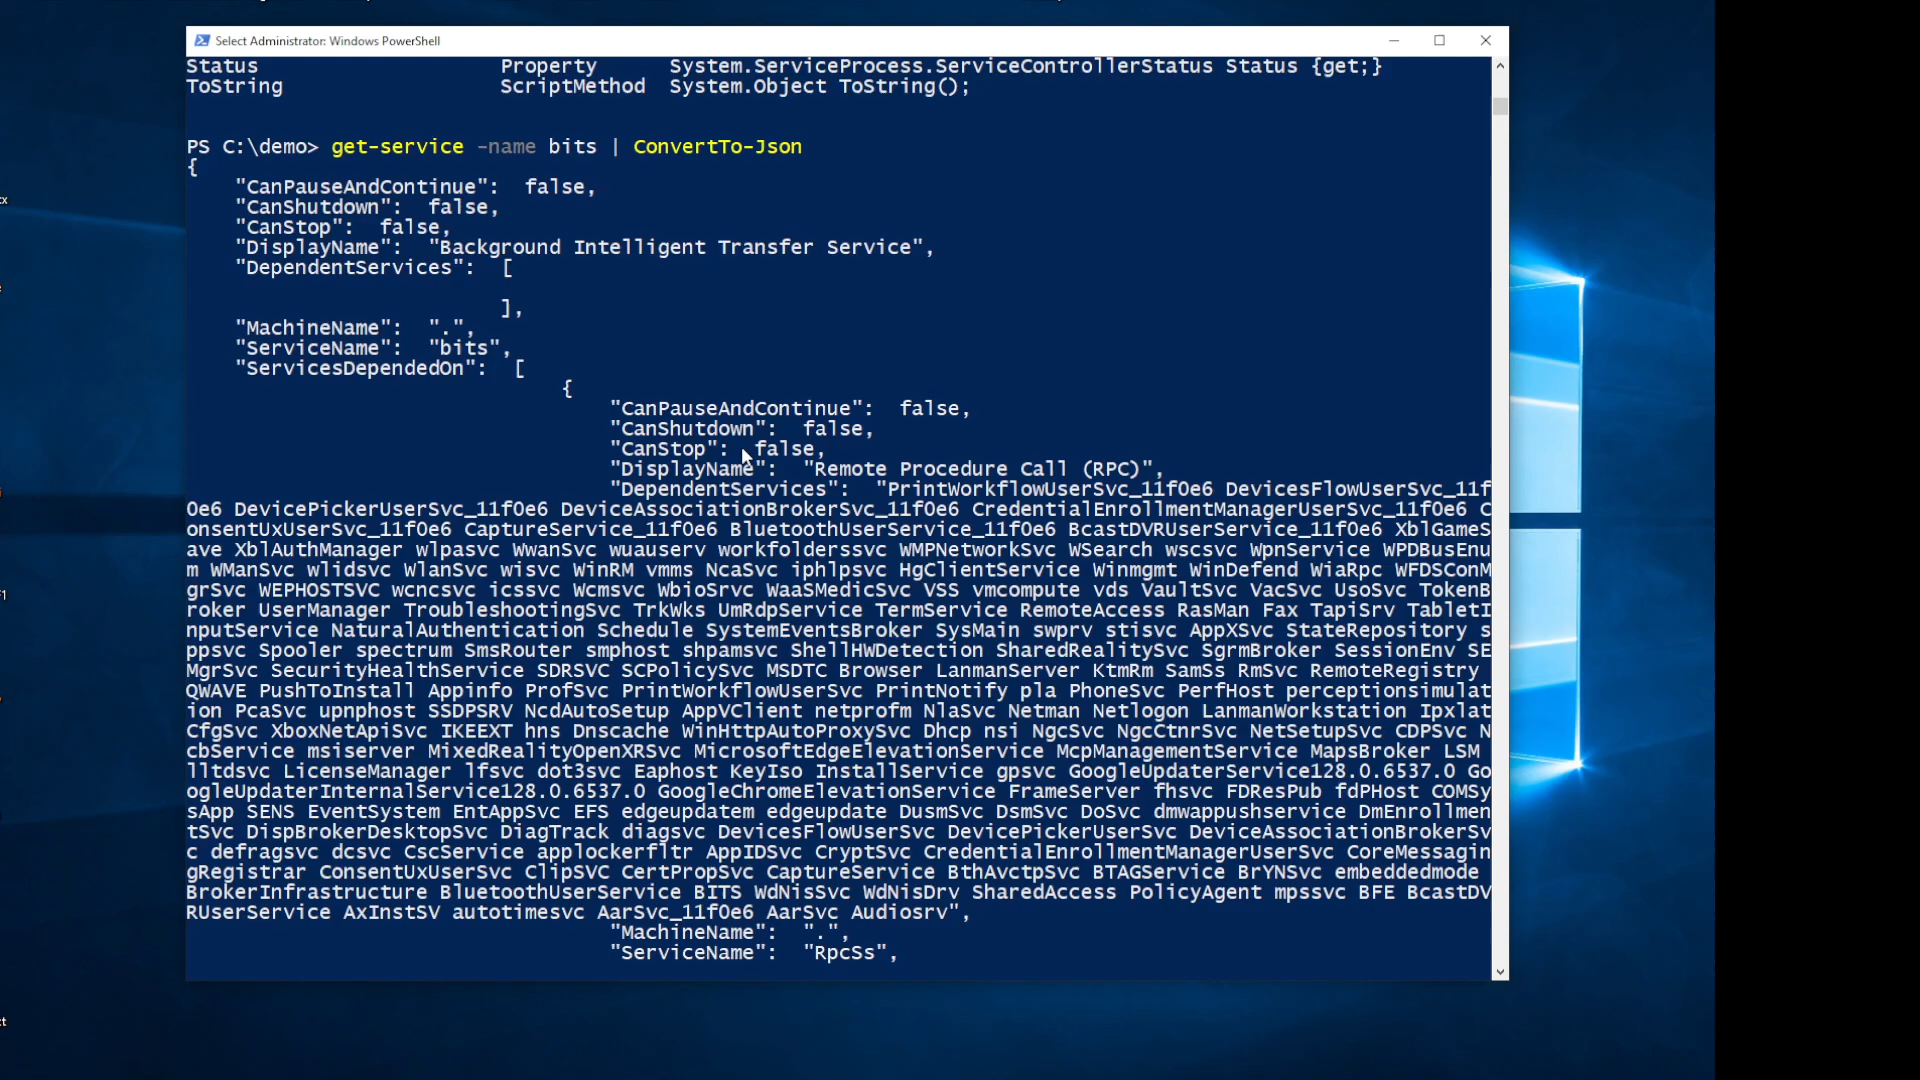 Select Administrator: Windows PowerShell
Status                    Property      System.ServiceProcess.ServiceControllerStatus Status {get;}
ToString                  ScriptMethod  System.Object ToString();
PS C:\demo> get-service -name bits | ConvertTo-Json
{
    "CanPauseAndContinue":  false,
    "CanShutdown":  false,
    "CanStop":  false,
    "DisplayName":  "Background Intelligent Transfer Service",
    "DependentServices":  [
                          ],
    "MachineName":  ".",
    "ServiceName":  "bits",
    "ServicesDependedOn":  [
                               {
                                   "CanPauseAndContinue":  false,
                                   "CanShutdown":  false,
                                   "CanStop":  false,
                                   "DisplayName":  "Remote Procedure Call (RPC)",
                                   "DependentServices":  "PrintWorkflowUserSvc_11f0e6 DevicesFlowUserSvc_11f
0e6 DevicePickerUserSvc_11f0e6 DeviceAssociationBrokerSvc_11f0e6 CredentialEnrollmentManagerUserSvc_11f0e6 C
onsentUxUserSvc_11f0e6 CaptureService_11f0e6 BluetoothUserService_11f0e6 BcastDVRUserService_11f0e6 XblGameS
ave XblAuthManager wlpasvc WwanSvc wuauserv workfolderssvc WMPNetworkSvc WSearch wscsvc WpnService WPDBusEnu
m WManSvc wlidsvc WlanSvc wisvc WinRM vmms NcaSvc iphlpsvc HgClientService Winmgmt WinDefend WiaRpc WFDSConM
grSvc WEPHOSTSVC wcncsvc icssvc Wcmsvc WbioSrvc WaaSMedicSvc VSS vmcompute vds VaultSvc VacSvc UsoSvc TokenB
roker UserManager TroubleshootingSvc TrkWks UmRdpService TermService RemoteAccess RasMan Fax TapiSrv TabletI
nputService NaturalAuthentication Schedule SystemEventsBroker SysMain swprv stisvc AppXSvc StateRepository s
ppsvc Spooler spectrum SmsRouter smphost shpamsvc ShellHWDetection SharedRealitySvc SgrmBroker SessionEnv SE
MgrSvc SecurityHealthService SDRSVC SCPolicySvc MSDTC Browser LanmanServer KtmRm SamSs RmSvc RemoteRegistry
QWAVE PushToInstall Appinfo ProfSvc PrintWorkflowUserSvc PrintNotify pla PhoneSvc PerfHost perceptionsimulat
ion PcaSvc upnphost SSDPSRV NcdAutoSetup AppVClient netprofm NlaSvc Netman Netlogon LanmanWorkstation Ipxlat
CfgSvc XboxNetApiSvc IKEEXT hns Dnscache WinHttpAutoProxySvc Dhcp nsi NgcSvc NgcCtnrSvc NetSetupSvc CDPSvc N
cbService msiserver MixedRealityOpenXRSvc MicrosoftEdgeElevationService McpManagementService MapsBroker LSM
lltdsvc LicenseManager lfsvc dot3svc Eaphost KeyIso InstallService gpsvc GoogleUpdaterService128.0.6537.0 Go
ogleUpdaterInternalService128.0.6537.0 GoogleChromeElevationService FrameServer fhsvc FDResPub fdPHost COMSy
sApp SENS EventSystem EntAppSvc EFS edgeupdatem edgeupdate DusmSvc DsmSvc DoSvc dmwappushservice DmEnrollmen
tSvc DispBrokerDesktopSvc DiagTrack diagsvc DevicesFlowUserSvc DevicePickerUserSvc DeviceAssociationBrokerSv
c defragsvc dcsvc CscService applockerfltr AppIDSvc CryptSvc CredentialEnrollmentManagerUserSvc CoreMessagin
gRegistrar ConsentUxUserSvc ClipSVC CertPropSvc CaptureService BthAvctpSvc BTAGService BrYNSvc embeddedmode
BrokerInfrastructure BluetoothUserService BITS WdNisSvc WdNisDrv SharedAccess PolicyAgent mpssvc BFE BcastDV
RUserService AxInstSV autotimesvc AarSvc_11f0e6 AarSvc Audiosrv",
                                   "MachineName":  ".",
                                   "ServiceName":  "RpcSs",